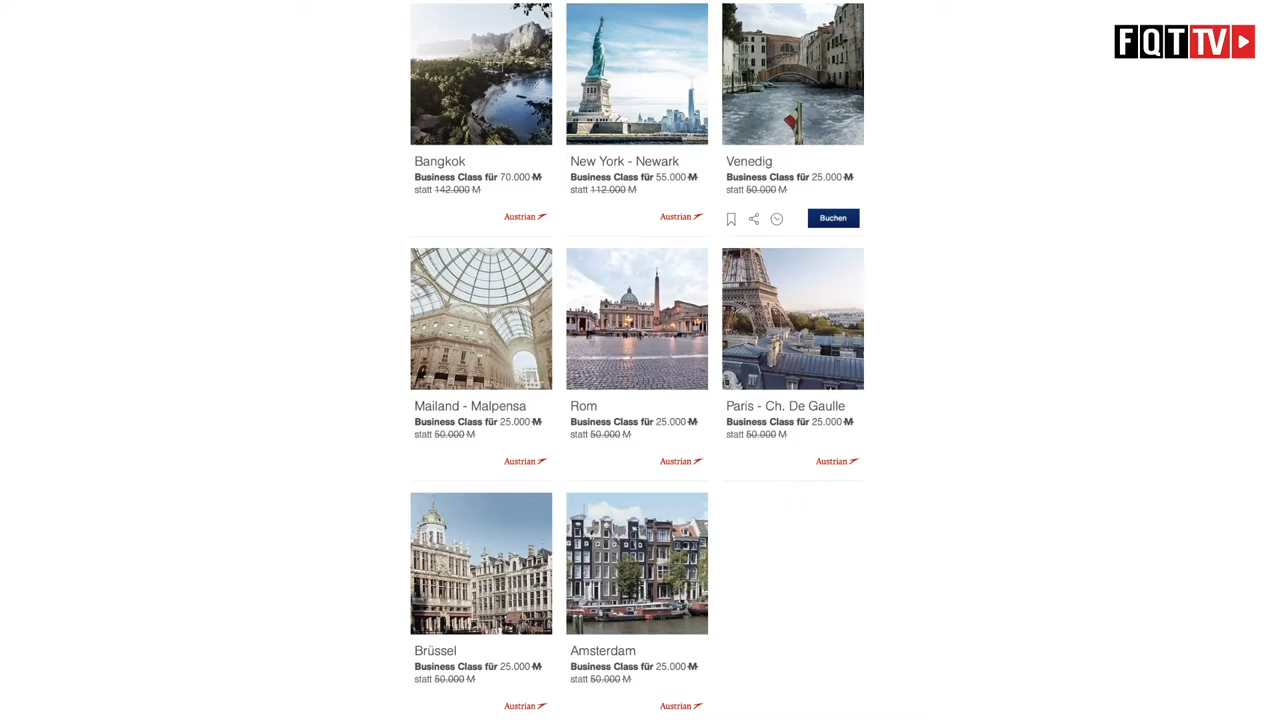 FQT TV
Bangkok
Business Class für 70.000 M
statt 142.000 M
Austrian
New York - Newark
Business Class für 55.000 M
statt 112.000 M
Austrian
Venedig
Business Class für 25.000 M
statt 50.000 M
Buchen
Mailand - Malpensa
Business Class für 25.000 M
statt 50.000 M
Austrian
Rom
Business Class für 25.000 M
statt 50.000 M
Austrian
Paris - Ch. De Gaulle
Business Class für 25.000 M
statt 50.000 M
Austrian
Brüssel
Business Class für 25.000 M
statt 50.000 M
Austrian
Amsterdam
Business Class für 25.000 M
statt 50.000 M
Austrian